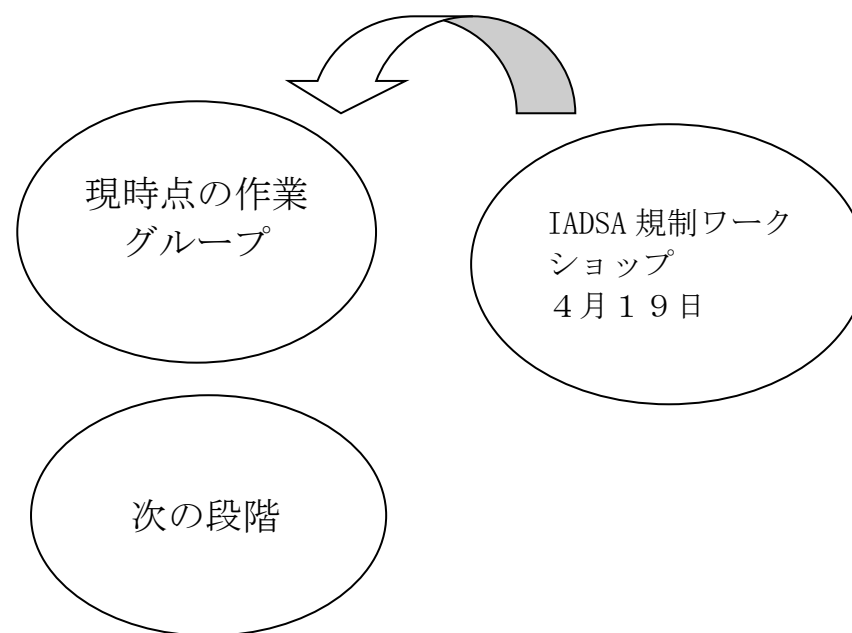 現時点の作業
グループ
IADSA 規制ワーク
ショップ
４月１９日
次の段階